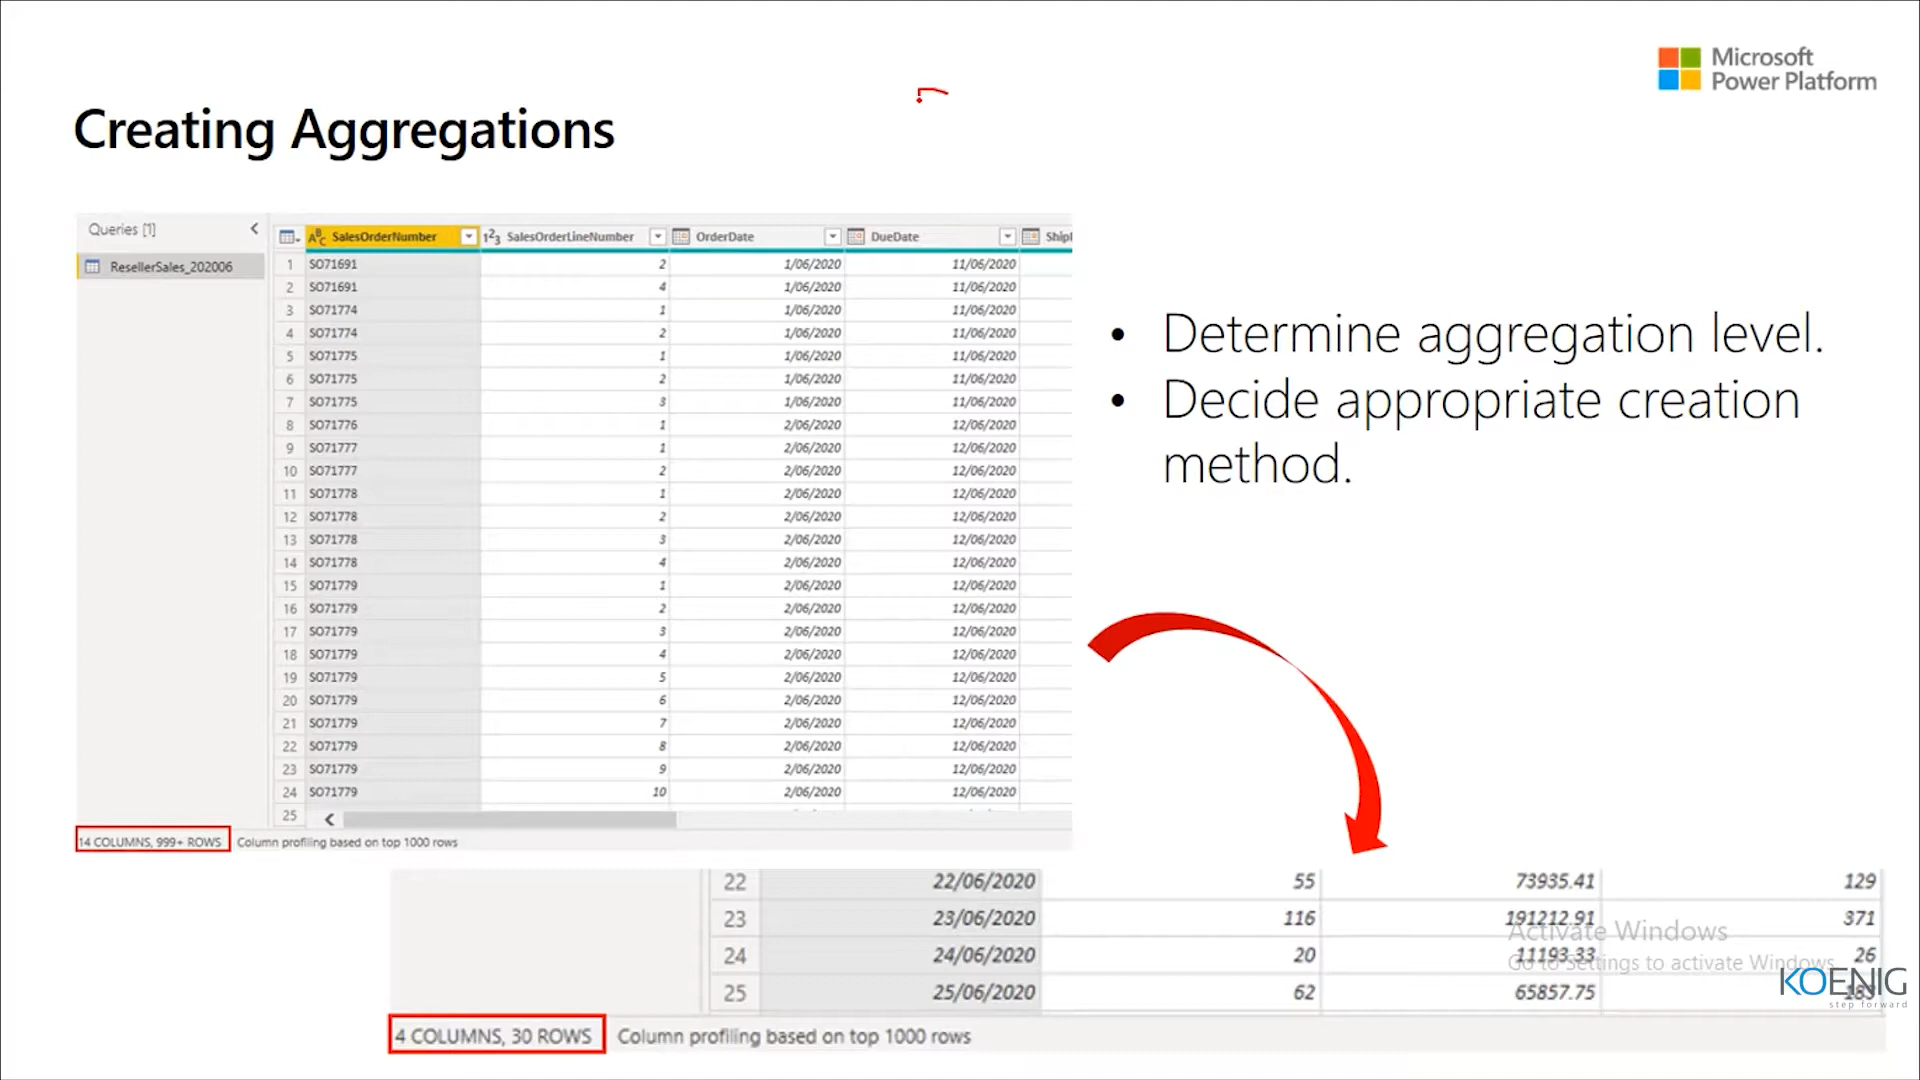 Microsoft
Power Platform
Creating Aggregations
Queries [1]
ResellerSales_202006
ABC SalesOrderNumber 123 SalesOrderLineNumber OrderDate DueDate
1 SO71691 2 1/06/2020 11/06/2020
2 SO71691 4 1/06/2020 11/06/2020
3 SO71774 1 1/06/2020 11/06/2020
4 SO71774 2 1/06/2020 11/06/2020
5 SO71775 1 1/06/2020 11/06/2020
6 SO71775 2 1/06/2020 11/06/2020
7 SO71775 3 1/06/2020 11/06/2020
8 SO71776 1 2/06/2020 12/06/2020
9 SO71777 1 2/06/2020 12/06/2020
10 SO71777 2 2/06/2020 12/06/2020
11 SO71778 1 2/06/2020 12/06/2020
12 SO71778 2 2/06/2020 12/06/2020
13 SO71778 3 2/06/2020 12/06/2020
14 SO71778 4 2/06/2020 12/06/2020
15 SO71779 1 2/06/2020 12/06/2020
16 SO71779 2 2/06/2020 12/06/2020
17 SO71779 3 2/06/2020 12/06/2020
18 SO71779 4 2/06/2020 12/06/2020
19 SO71779 5 2/06/2020 12/06/2020
20 SO71779 6 2/06/2020 12/06/2020
21 SO71779 7 2/06/2020 12/06/2020
22 SO71779 8 2/06/2020 12/06/2020
23 SO71779 9 2/06/2020 12/06/2020
24 SO71779 10 2/06/2020 12/06/2020
25
14 COLUMNS, 999+ ROWS Column profiling based on top 1000 rows
• Determine aggregation level.
• Decide appropriate creation
method.
22 22/06/2020 55 73935.41 129
23 23/06/2020 116 191212.91 371
24 24/06/2020 20 11193.33 26
25 25/06/2020 62 65857.75
4 COLUMNS, 30 ROWS Column profiling based on top 1000 rows
Activate Windows
Go to Settings to activate Windows.
KOENIG
step forward